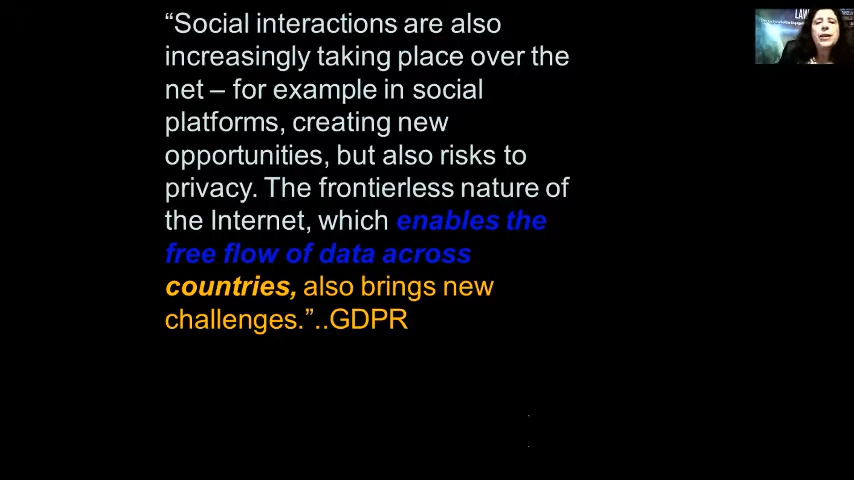 “Social interactions are also
increasingly taking place over the
net – for example in social
platforms, creating new
opportunities, but also risks to
privacy. The frontierless nature of
the Internet, which enables the
free flow of data across
countries, also brings new
challenges.”..GDPR
LAW